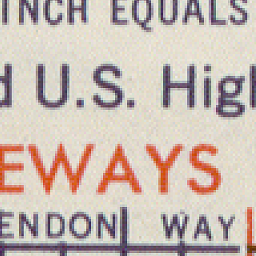 INCH EQUALS
d U.S. High
EWAYS
ENDON WAY